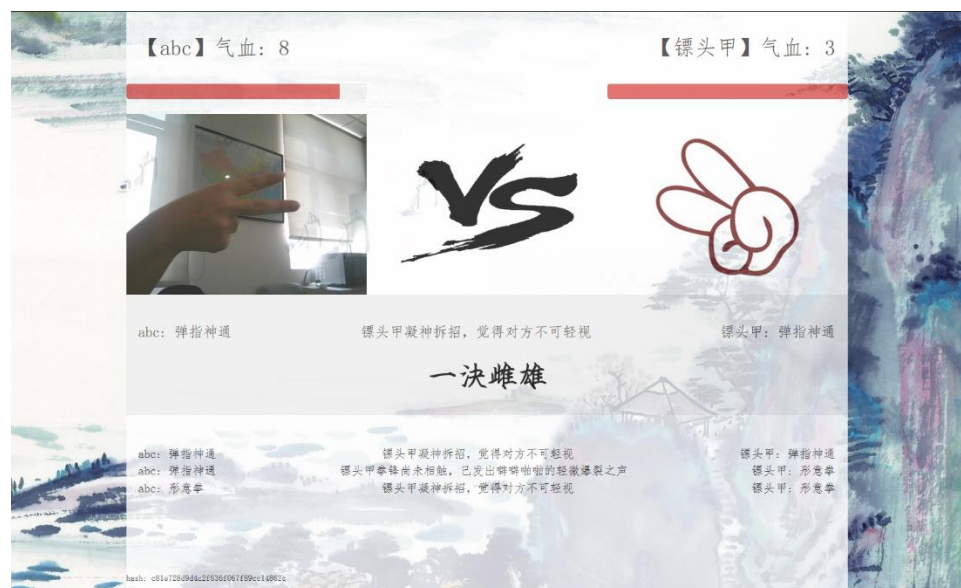 【abc】气血: 8
【镖头甲】气血: 3
VS
abc: 弹指神通
镖头甲凝神拆招, 觉得对方不可轻视
镖头甲: 弹指神通
一決雌雄
abc: 弹指神通
镖头甲凝神拆招, 觉得对方不可轻视
镖头甲: 弹指神通
abc: 弹指神通
镖头甲拳锋尚未相触, 已发出噼噼啪啪的轻微爆裂之声
镖头甲: 形意拳
abc: 形意拳
镖头甲凝神拆招, 觉得对方不可轻视
镖头甲: 形意拳
hash: